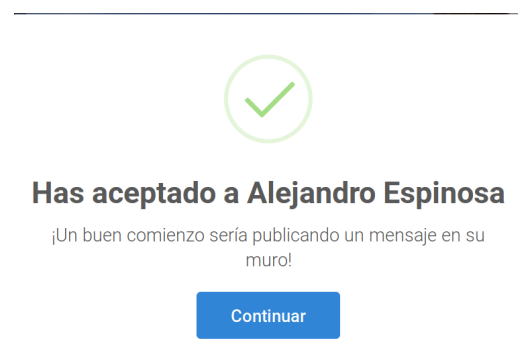 Has aceptado a Alejandro Espinosa
¡Un buen comienzo sería publicando un mensaje en su
muro!
Continuar